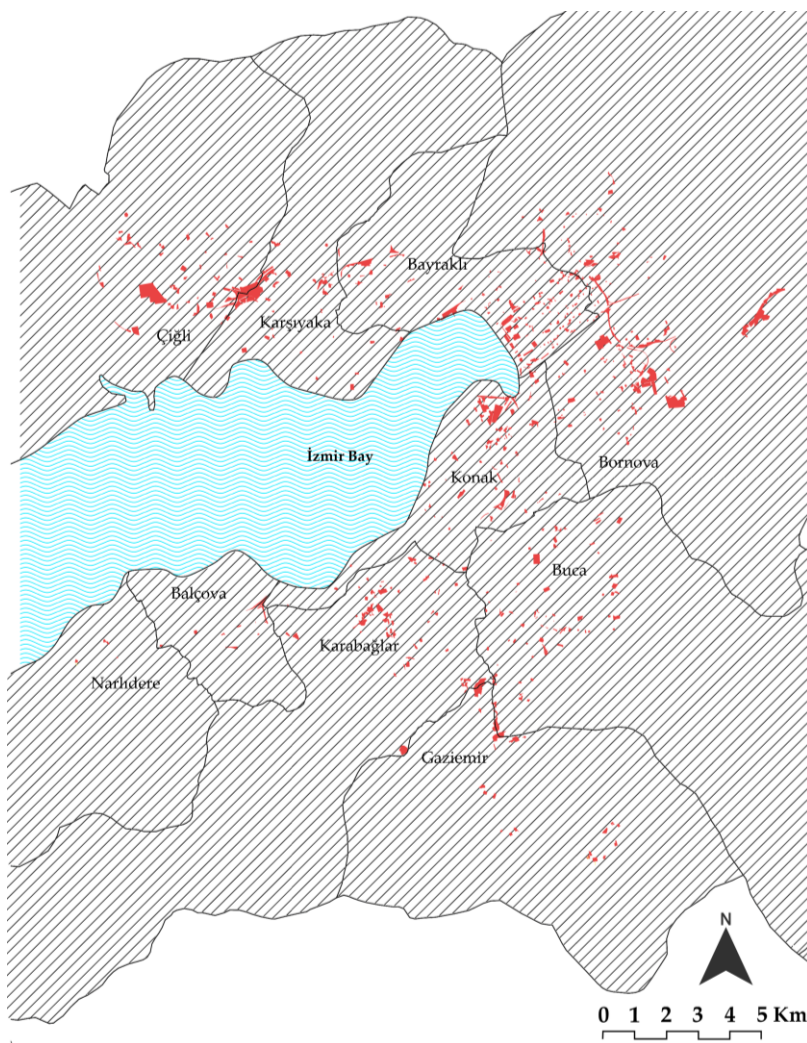 Bayraklı
Karşıyaka
Çiğli
İzmir Bay
Konak
Bornova
Buca
Balçova
Karabağlar
Narlıdere
Gaziemir
N
0 1 2 3 4 5 Km